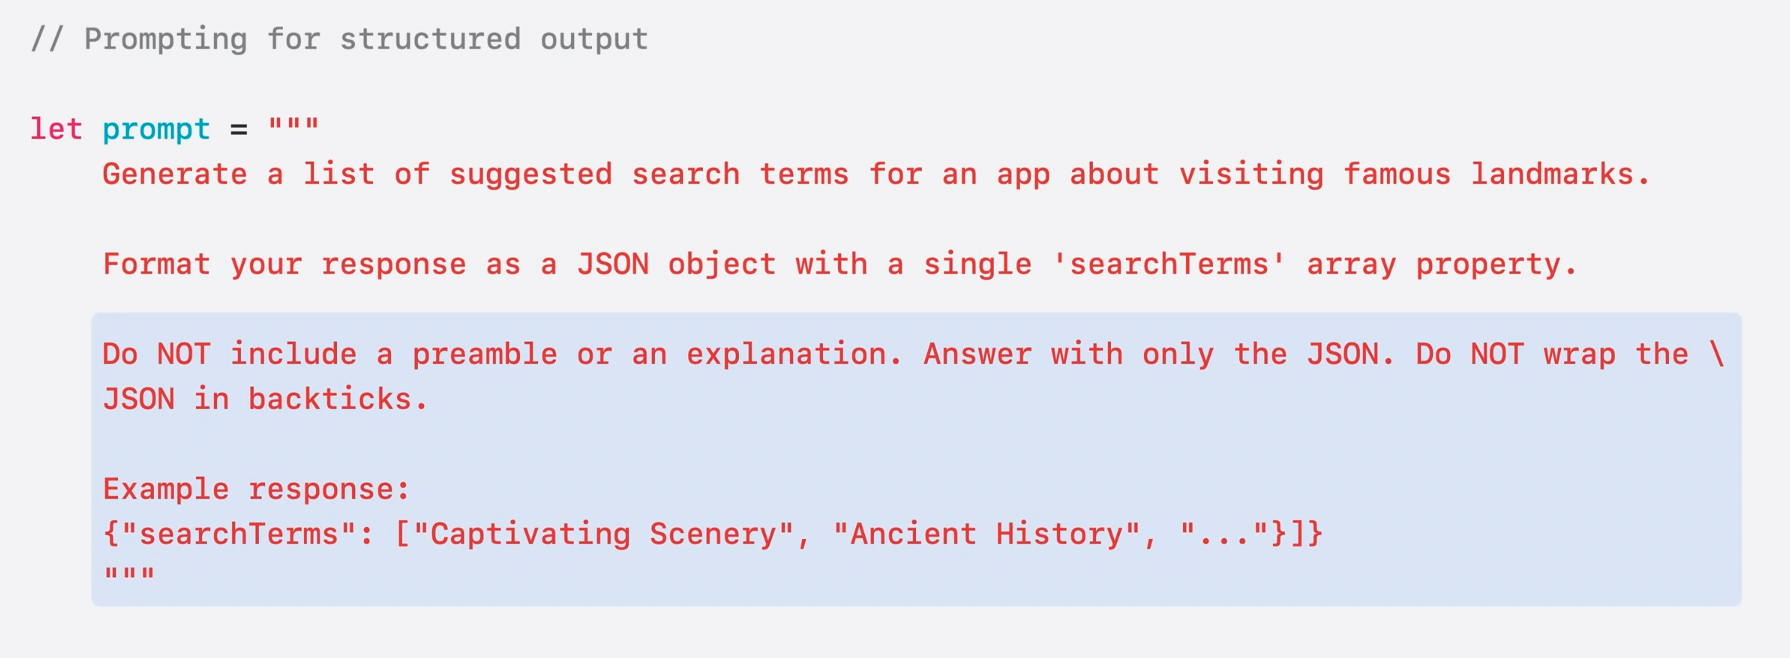 // Prompting for structured output
let prompt = """
Generate a list of suggested search terms for an app about visiting famous landmarks.
Format your response as a JSON object with a single 'searchTerms' array property.
Do NOT include a preamble or an explanation. Answer with only the JSON. Do NOT wrap the \
JSON in backticks.
Example response:
{"searchTerms": ["Captivating Scenery", "Ancient History", "..."}]}
"""